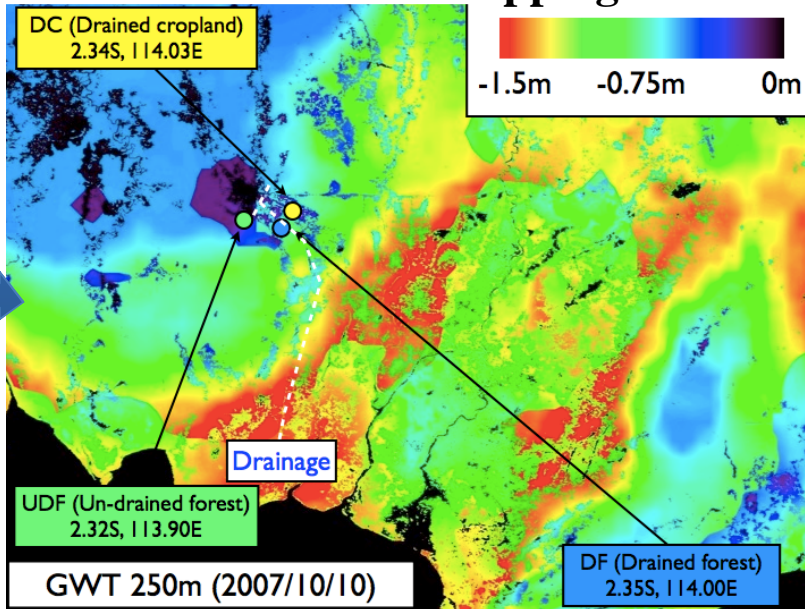 DC (Drained cropland)
2.34S, 114.03E
-1.5m -0.75m 0m
Drainage
UDF (Un-drained forest)
2.32S, 113.90E
DF (Drained forest)
2.35S, 114.00E
GWT 250m (2007/10/10)